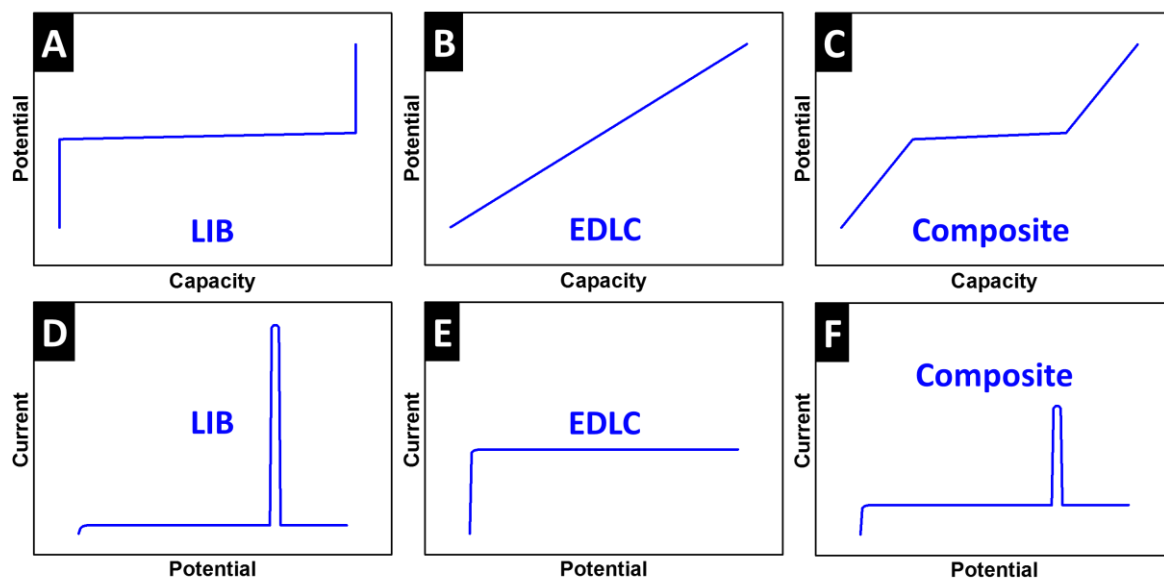 A
Potential
LIB
Capacity
B
Potential
EDLC
Capacity
C
Potential
Composite
Capacity
D
Current
LIB
Potential
E
Current
EDLC
Potential
F
Current
Composite
Potential